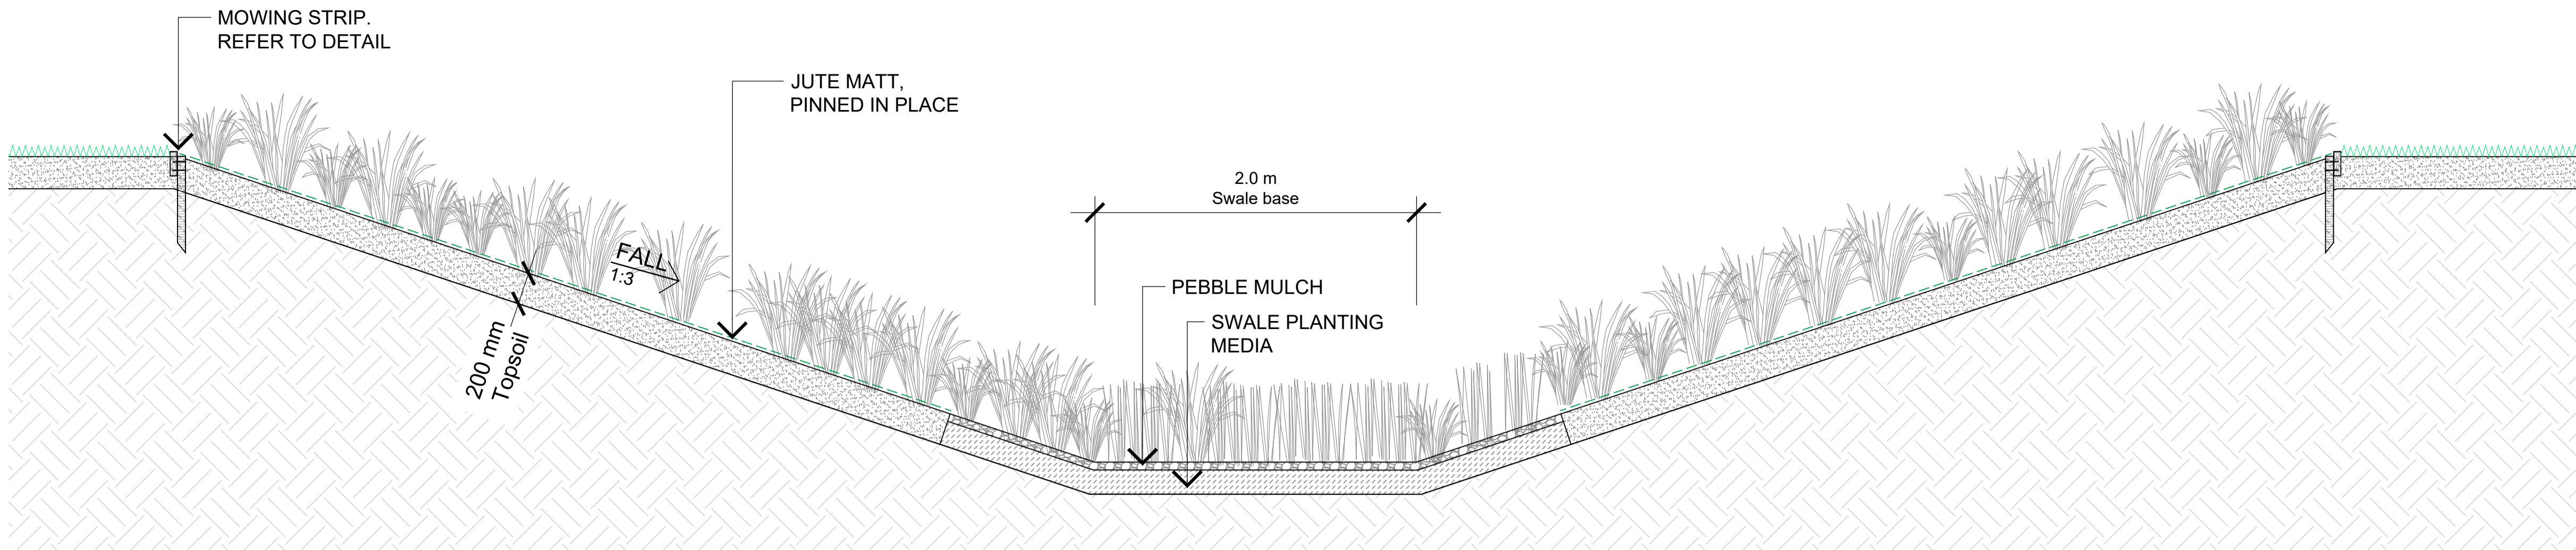 MOWING STRIP.
REFER TO DETAIL
JUTE MATT,
PINNED IN PLACE
2.0 m
Swale base
FALL
1:3
PEBBLE MULCH
SWALE PLANTING
MEDIA
200 mm
Topsoil